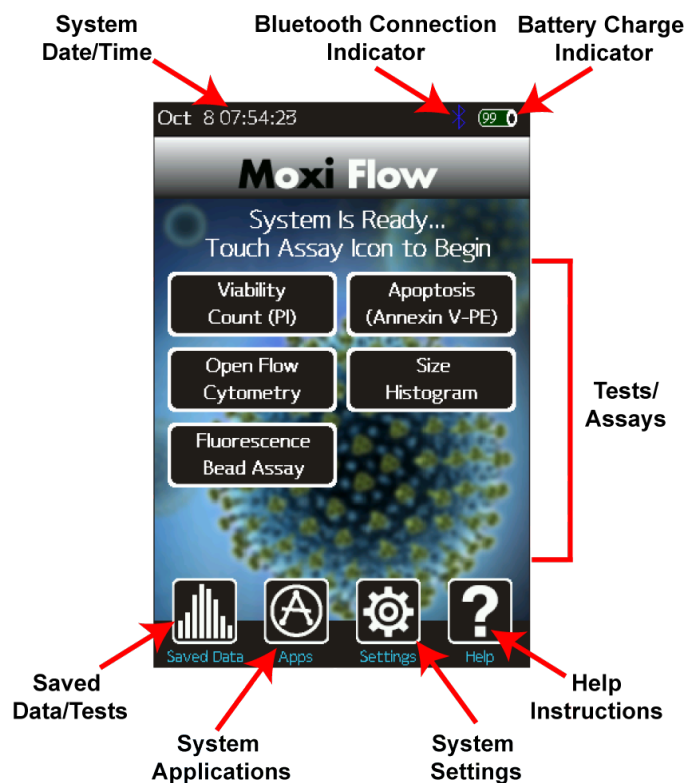 System
Date/Time
Bluetooth Connection
Indicator
Battery Charge
Indicator
Oct 8 07:54:23
99
Moxi Flow
System Is Ready...
Touch Assay Icon to Begin
Viability
Count (PI)
Apoptosis
(Annexin V-PE)
Open Flow
Cytometry
Size
Histogram
Fluorescence
Bead Assay
Tests/
Assays
Saved Data
Apps
Settings
?
Help
Saved
Data/Tests
System
Applications
System
Settings
Help
Instructions